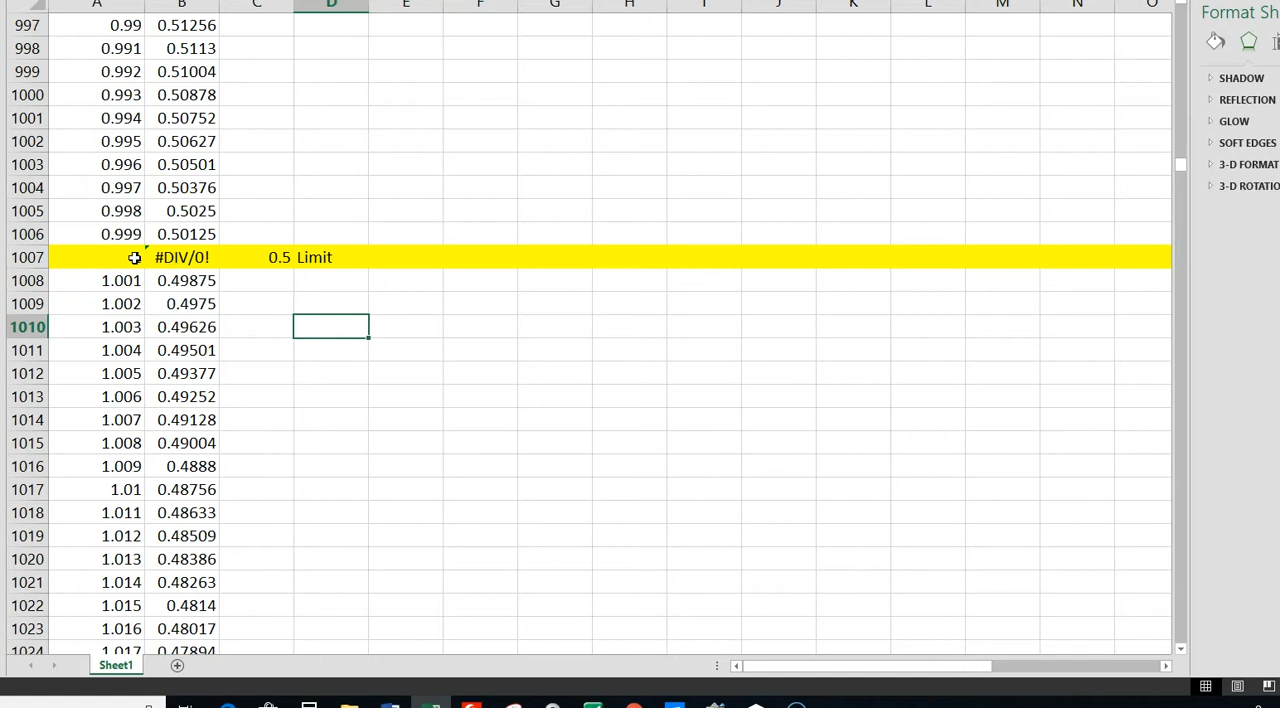 A B C D E F G H I J K L M N O
Format Sh
997 0.99 0.51256
998 0.991 0.5113
999 0.992 0.51004
1000 0.993 0.50878
1001 0.994 0.50752
1002 0.995 0.50627
1003 0.996 0.50501
1004 0.997 0.50376
1005 0.998 0.5025
1006 0.999 0.50125
1007 #DIV/0! 0.5 Limit
1008 1.001 0.49875
1009 1.002 0.4975
1010 1.003 0.49626
1011 1.004 0.49501
1012 1.005 0.49377
1013 1.006 0.49252
1014 1.007 0.49128
1015 1.008 0.49004
1016 1.009 0.4888
1017 1.01 0.48756
1018 1.011 0.48633
1019 1.012 0.48509
1020 1.013 0.48386
1021 1.014 0.48263
1022 1.015 0.4814
1023 1.016 0.48017
1024 1.017 0.47894
SHADOW
REFLECTION
GLOW
SOFT EDGES
3-D FORMAT
3-D ROTATIO
Sheet1